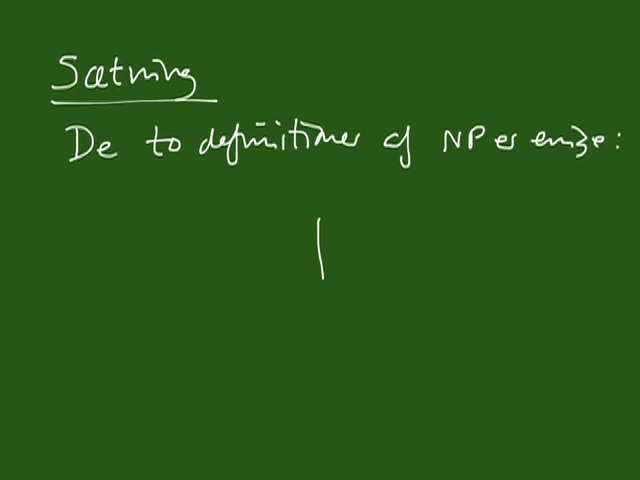 Sætning
De to definitioner af NP er enige: